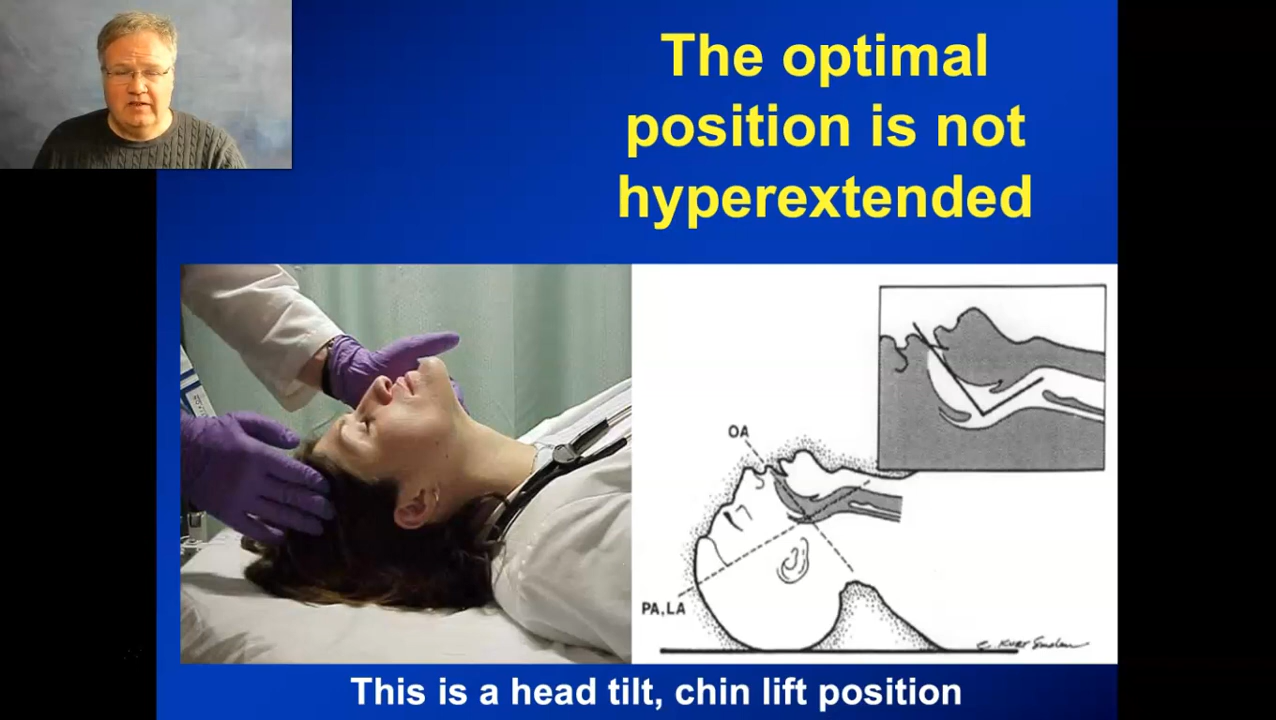 The optimal
position is not
hyperextended
OA
PA,LA
This is a head tilt, chin lift position